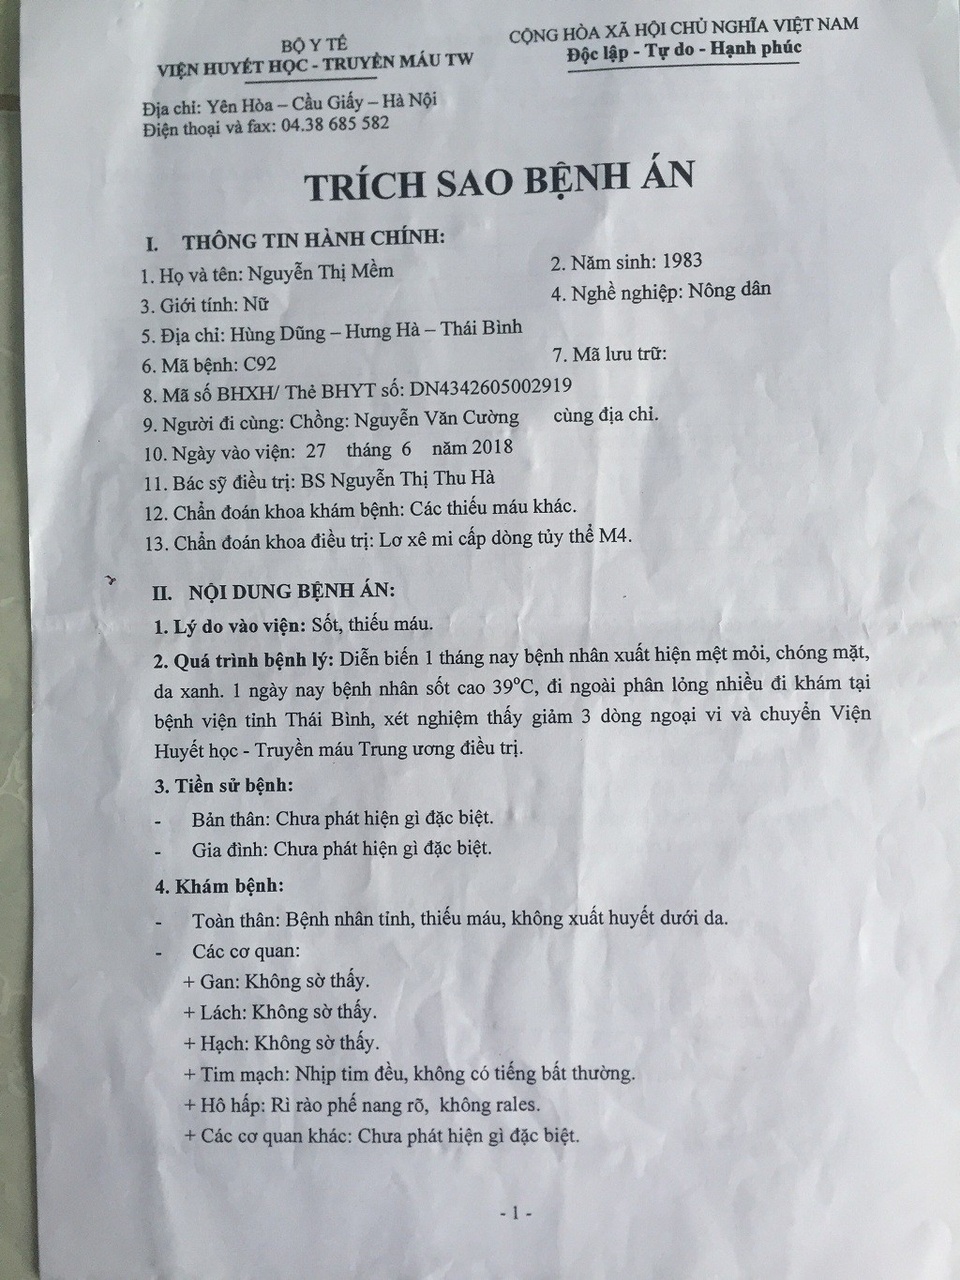 BỘ Y TẾ
VIỆN HUYẾT HỌC - TRUYỀN MÁU TW
CỘNG HÒA XÃ HỘI CHỦ NGHĨA VIỆT NAM
Độc lập - Tự do - Hạnh phúc
Địa chỉ: Yên Hòa – Cầu Giấy – Hà Nội
Điện thoại và fax: 04.38 685 582
TRÍCH SAO BỆNH ÁN
I. THÔNG TIN HÀNH CHÍNH:
1. Họ và tên: Nguyễn Thị Mềm
2. Năm sinh: 1983
3. Giới tính: Nữ
4. Nghề nghiệp: Nông dân
5. Địa chỉ: Hùng Dũng – Hưng Hà – Thái Bình
6. Mã bệnh: C92
7. Mã lưu trữ:
8. Mã số BHXH/ Thẻ BHYT số: DN4342605002919
9. Người đi cùng: Chồng: Nguyễn Văn Cường cùng địa chỉ.
10. Ngày vào viện: 27 tháng 6 năm 2018
11. Bác sỹ điều trị: BS Nguyễn Thị Thu Hà
12. Chẩn đoán khoa khám bệnh: Các thiếu máu khác.
13. Chẩn đoán khoa điều trị: Lơ xê mi cấp dòng tủy thể M4.
II. NỘI DUNG BỆNH ÁN:
1. Lý do vào viện: Sốt, thiếu máu.
2. Quá trình bệnh lý: Diễn biến 1 tháng nay bệnh nhân xuất hiện mệt mỏi, chóng mặt,
da xanh. 1 ngày nay bệnh nhân sốt cao 39°C, đi ngoài phân lỏng nhiều đi khám tại
bệnh viện tỉnh Thái Bình, xét nghiệm thấy giảm 3 dòng ngoại vi và chuyển Viện
Huyết học - Truyền máu Trung ương điều trị.
3. Tiền sử bệnh:
- Bản thân: Chưa phát hiện gì đặc biệt.
- Gia đình: Chưa phát hiện gì đặc biệt.
4. Khám bệnh:
- Toàn thân: Bệnh nhân tỉnh, thiếu máu, không xuất huyết dưới da.
- Các cơ quan:
+ Gan: Không sờ thấy.
+ Lách: Không sờ thấy.
+ Hạch: Không sờ thấy.
+ Tim mạch: Nhịp tim đều, không có tiếng bất thường.
+ Hô hấp: Rì rào phế nang rõ, không rales.
+ Các cơ quan khác: Chưa phát hiện gì đặc biệt.
- 1 -